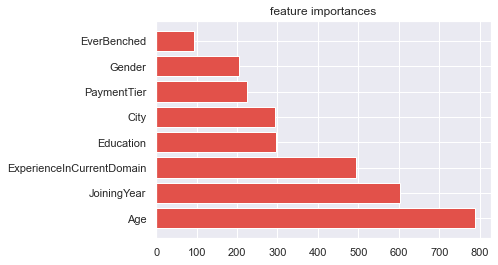 feature importances
EverBenched
Gender
PaymentTier
City
Education
ExperienceInCurrentDomain
JoiningYear
Age
0 100 200 300 400 500 600 700 800